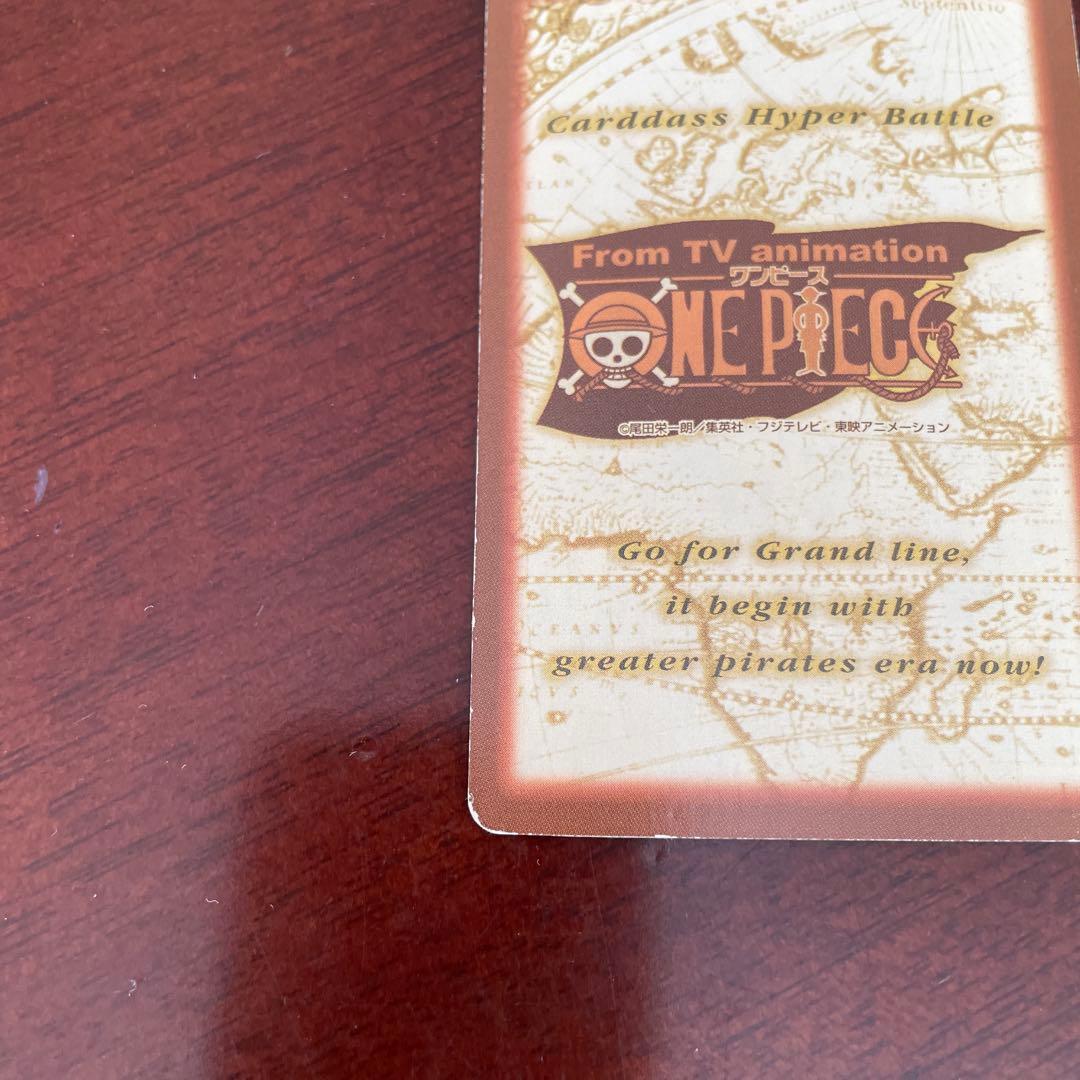 Septentrio
Carddass Hyper Battle
From TV animation
ワンピース
ONE PIECE
©尾田栄一朗／集英社・フジテレビ・東映アニメーション
Go for Grand line,
it begin with
greater pirates era now!